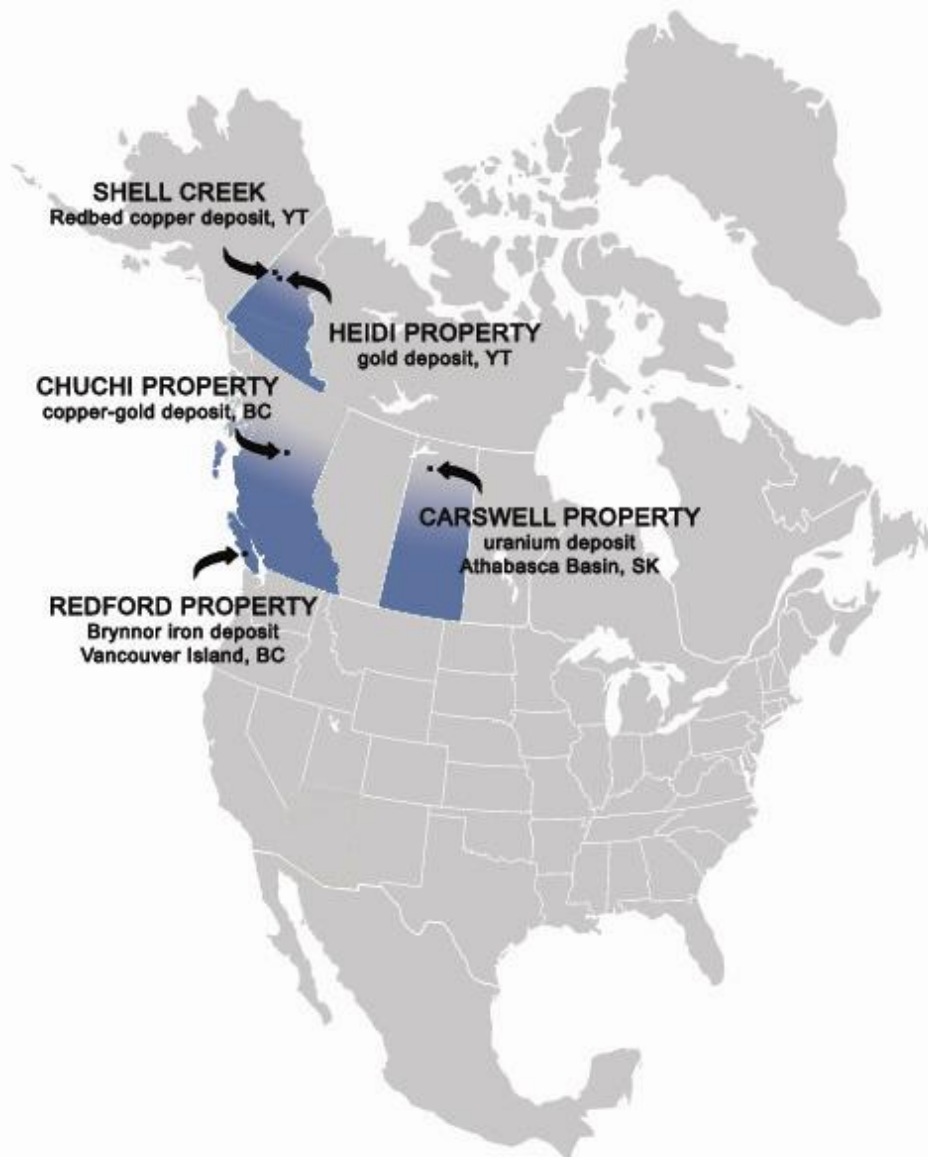 SHELL CREEK
Redbed copper deposit, YT
HEIDI PROPERTY
gold deposit, YT
CHUCHI PROPERTY
copper-gold deposit, BC
CARSWELL PROPERTY
uranium deposit
Athabasca Basin, SK
REDFORD PROPERTY
Brynnor iron deposit
Vancouver Island, BC